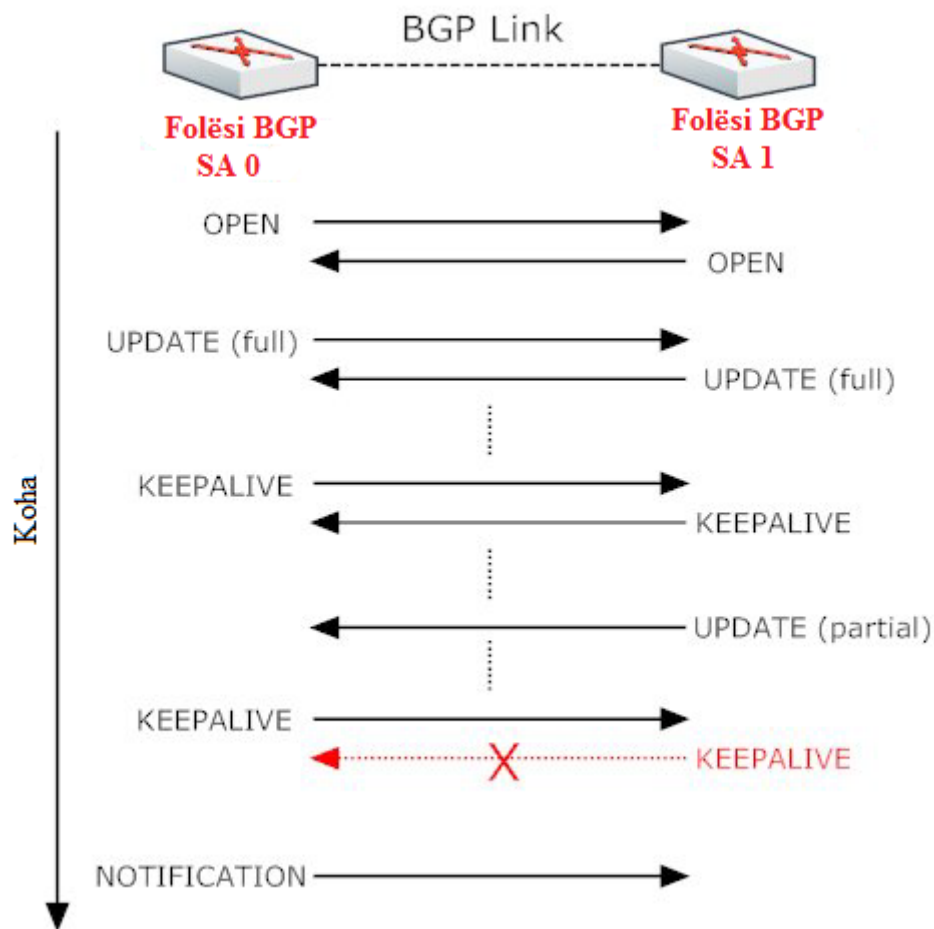 BGP Link
Folësi BGP
SA 0
Folësi BGP
SA 1
OPEN
OPEN
UPDATE (full)
UPDATE (full)
Koha
KEEPALIVE
KEEPALIVE
UPDATE (partial)
KEEPALIVE
X
KEEPALIVE
NOTIFICATION